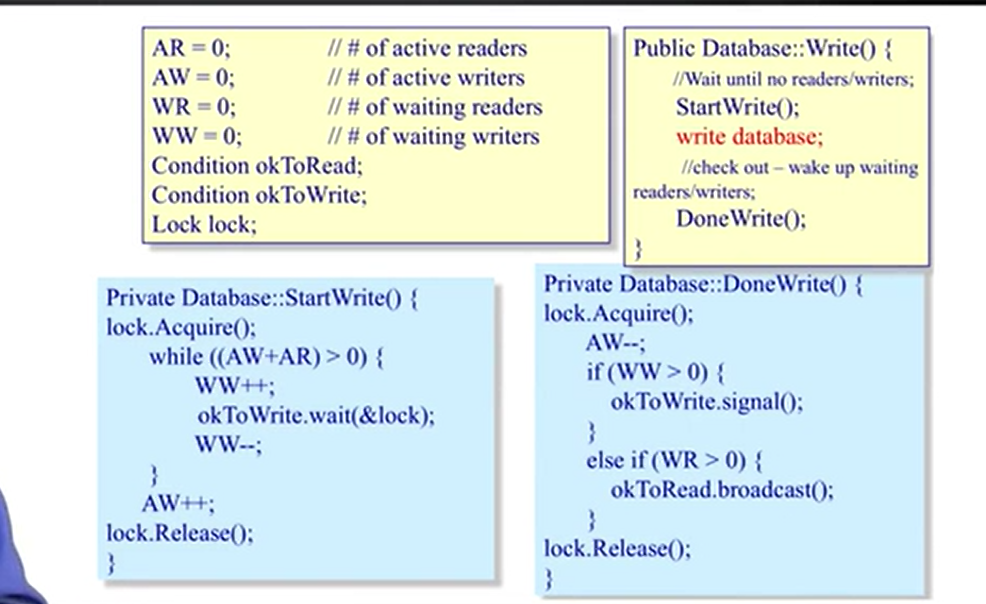 AR = 0; // # of active readers
AW = 0; // # of active writers
WR = 0; // # of waiting readers
WW = 0; // # of waiting writers
Condition okToRead;
Condition okToWrite;
Lock lock;
Public Database::Write() {
//Wait until no readers/writers;
StartWrite();
write database;
//check out – wake up waiting
readers/writers;
DoneWrite();
}
Private Database::StartWrite() {
lock.Acquire();
while ((AW+AR) > 0) {
WW++;
okToWrite.wait(&lock);
WW--;
}
AW++;
lock.Release();
}
Private Database::DoneWrite() {
lock.Acquire();
AW--;
if (WW > 0) {
okToWrite.signal();
}
else if (WR > 0) {
okToRead.broadcast();
}
lock.Release();
}